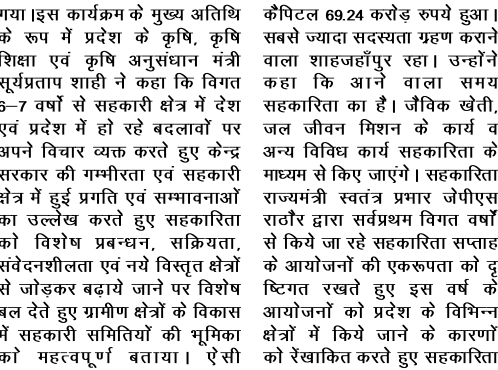 गया।इस कार्यक्रम के मुख्य अतिथि
के रूप में प्रदेश के कृषि, कृषि
शिक्षा एवं कृषि अनुसंधान मंत्री
सूर्यप्रताप शाही ने कहा कि विगत
6–7 वर्षो से सहकारी क्षेत्र में देश
एवं प्रदेश में हो रहे बदलावों पर
अपने विचार व्यक्त करते हुए केन्द्र
सरकार की गम्भीरता एवं सहकारी
क्षेत्र में हुई प्रगति एवं सम्भावनाओं
का उल्लेख करते हुए सहकारिता
को विशेष प्रबन्धन, सक्रियता,
संवेदनशीलता एवं नये विस्तृत क्षेत्रों
से जोड़कर बढ़ाये जाने पर विशेष
बल देते हुए ग्रामीण क्षेत्रों के विकास
में सहकारी समितियों की भूमिका
को महत्वपूर्ण बताया। ऐसी
कैपिटल 69.24 करोड़ रुपये हुआ।
सबसे ज्यादा सदस्यता ग्रहण कराने
वाला शाहजहाँपुर रहा। उन्होंने
कहा कि आने वाला समय
सहकारिता का है। जैविक खेती,
जल जीवन मिशन के कार्य व
अन्य विविध कार्य सहकारिता के
माध्यम से किए जाएंगे। सहकारिता
राज्यमंत्री स्वतंत्र प्रभार जेपीएस
राठौर द्वारा सर्वप्रथम विगत वर्षों
से किये जा रहे सहकारिता सप्ताह
के आयोजनों की एकरूपता को दृ
ष्टिगत रखते हुए इस वर्ष के
आयोजनों को प्रदेश के विभिन्न
क्षेत्रों में किये जाने के कारणों
को रेंखाकित करते हुए सहकारिता